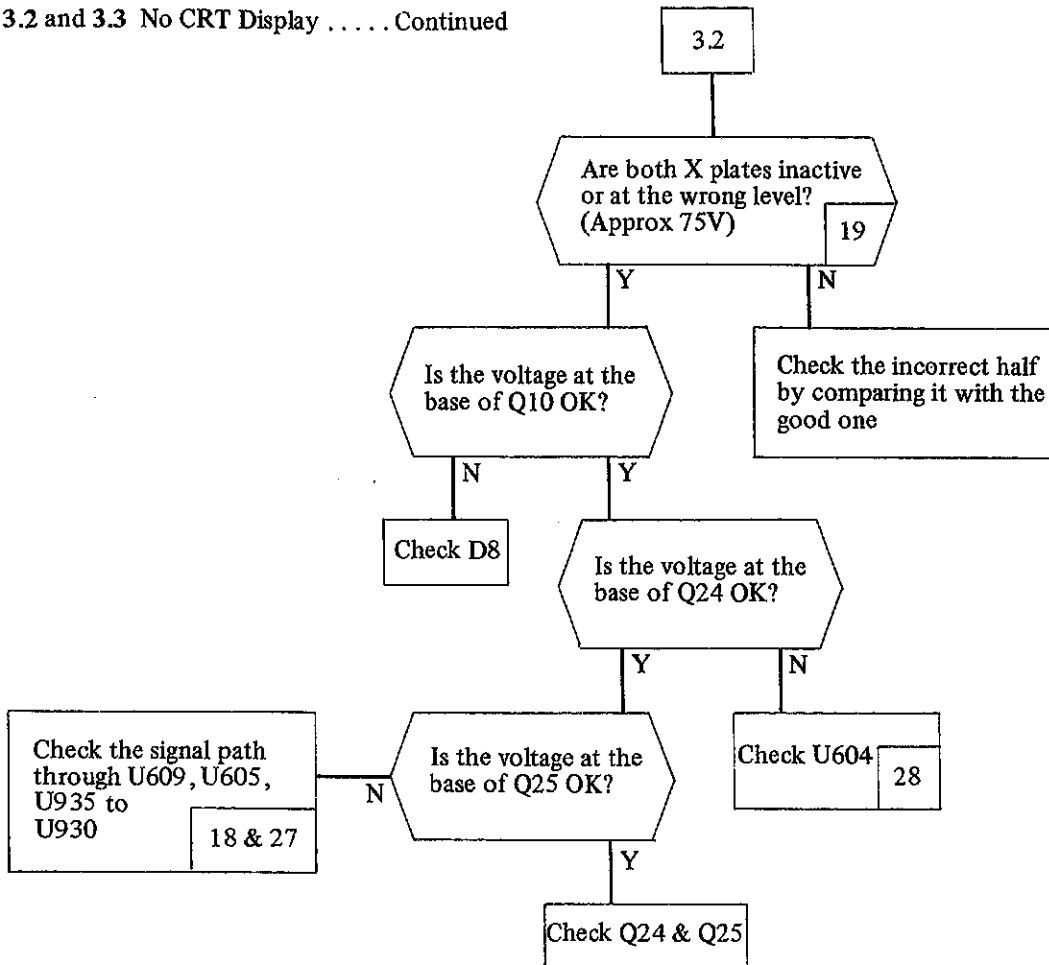 3.2 and 3.3 No CRT Display . . . . . Continued
3.2
Are both X plates inactive
or at the wrong level?
(Approx 75V)
19
Y
N
Is the voltage at the
base of Q10 OK?
Check the incorrect half
by comparing it with the
good one
N
Y
Check D8
Is the voltage at the
base of Q24 OK?
Y
N
Check the signal path
through U609, U605,
U935 to
U930
18 & 27
N
Is the voltage at the
base of Q25 OK?
Check U604
28
Y
Check Q24 & Q25